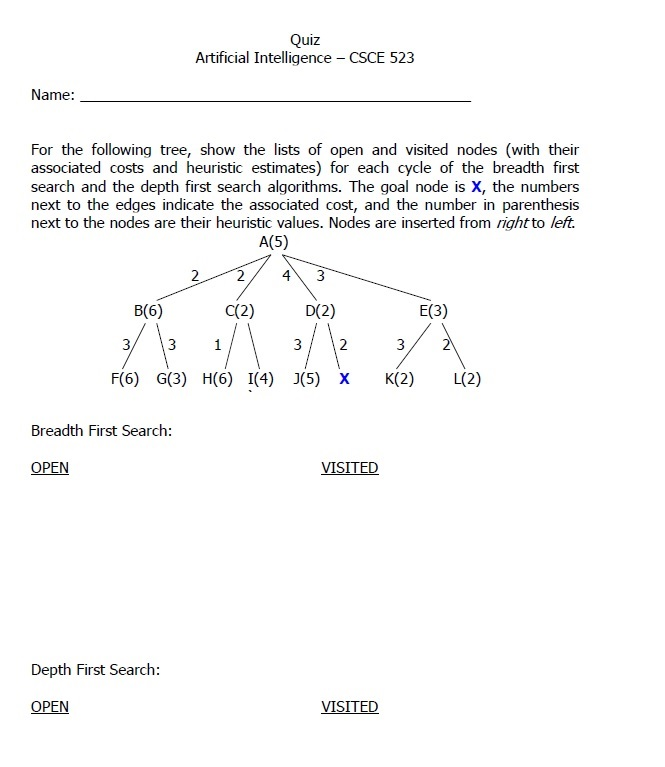 Quiz
Artificial Intelligence – CSCE 523
Name:
For the following tree, show the lists of open and visited nodes (with their
associated costs and heuristic estimates) for each cycle of the breadth first
search and the depth first search algorithms. The goal node is X, the numbers
next to the edges indicate the associated cost, and the number in parenthesis
next to the nodes are their heuristic values. Nodes are inserted from right to left.
A(5)
2 2 4 3
B(6) C(2) D(2) E(3)
3 3 1 3 2 3 2
F(6) G(3) H(6) I(4) J(5) X K(2) L(2)
Breadth First Search:
OPEN VISITED
Depth First Search:
OPEN VISITED